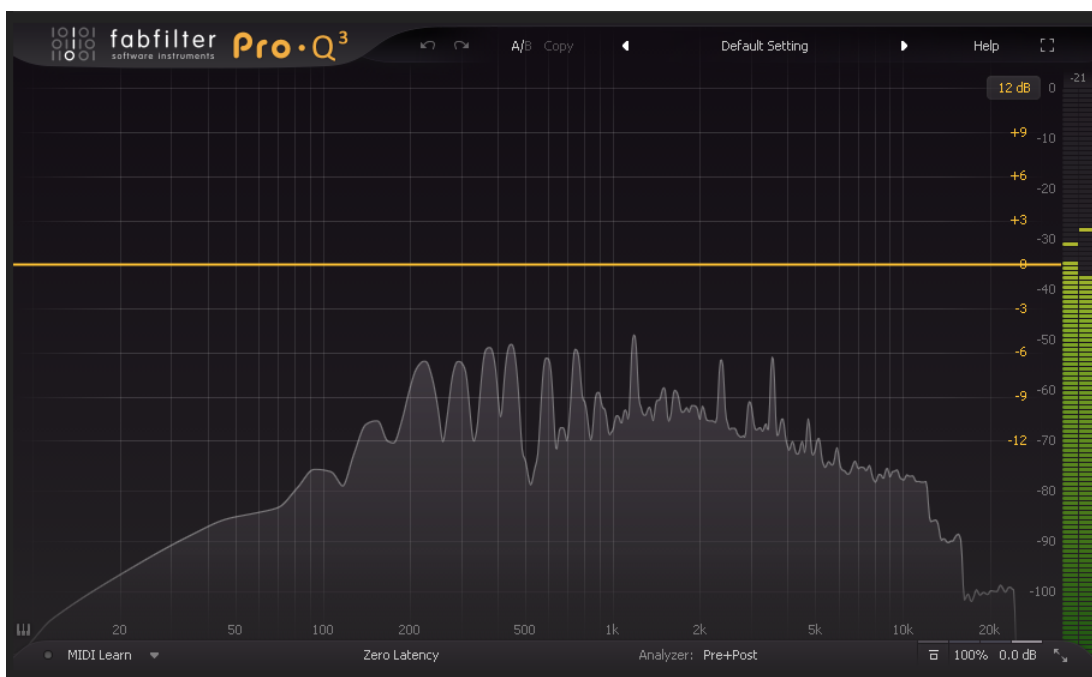 fabfilter
software instruments
Pro·Q³
A/B Copy
Default Setting
Help
12 dB
0
-21
+9
-10
+6
-20
+3
-30
0
-40
-3
-50
-6
-60
-9
-12
-70
-80
-90
-100
20 50 100 200 500 1k 2k 5k 10k 20k
MIDI Learn
Zero Latency
Analyzer: Pre+Post
100%
0.0 dB